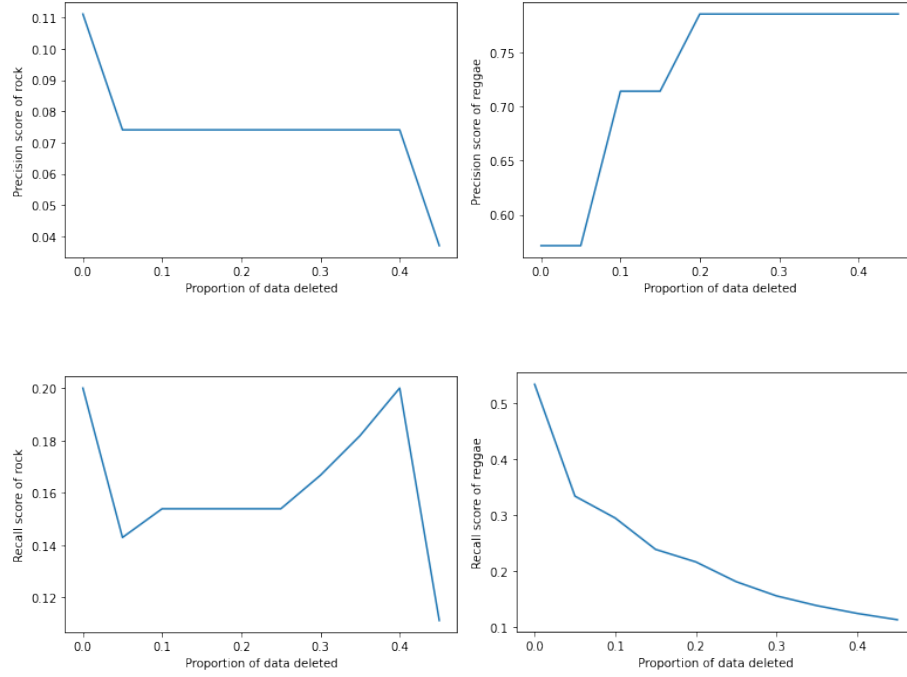 Precision score of rock
0.11
0.10
0.09
0.08
0.07
0.06
0.05
0.04
0.0 0.1 0.2 0.3 0.4
Proportion of data deleted
Precision score of reggae
0.75
0.70
0.65
0.60
0.0 0.1 0.2 0.3 0.4
Proportion of data deleted
Recall score of rock
0.20
0.18
0.16
0.14
0.12
0.0 0.1 0.2 0.3 0.4
Proportion of data deleted
Recall score of reggae
0.5
0.4
0.3
0.2
0.1
0.0 0.1 0.2 0.3 0.4
Proportion of data deleted